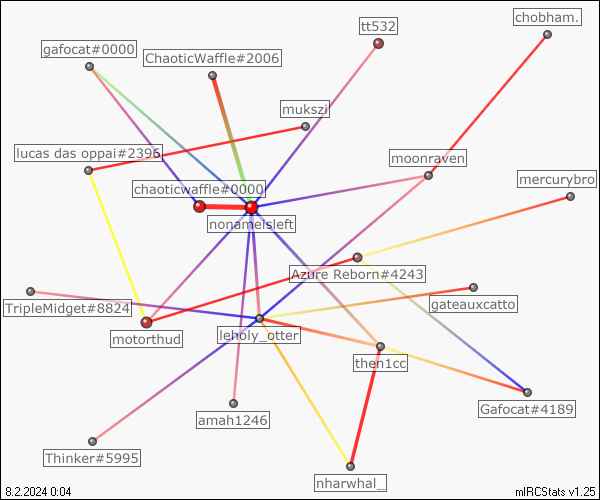 chobham.
tt532
gafocat#0000
ChaoticWaffle#2006
mukszi
lucas das oppai#2396
moonraven
mercurybro
chaoticwaffle#0000
nonameisleft
Azure Reborn#4243
TripleMidget#8824
gateauxcatto
motorthud
leholy_otter
then1cc
Gafocat#4189
amah1246
Thinker#5995
nharwhal_
8.2.2024 0:04
mIRCStats v1.25